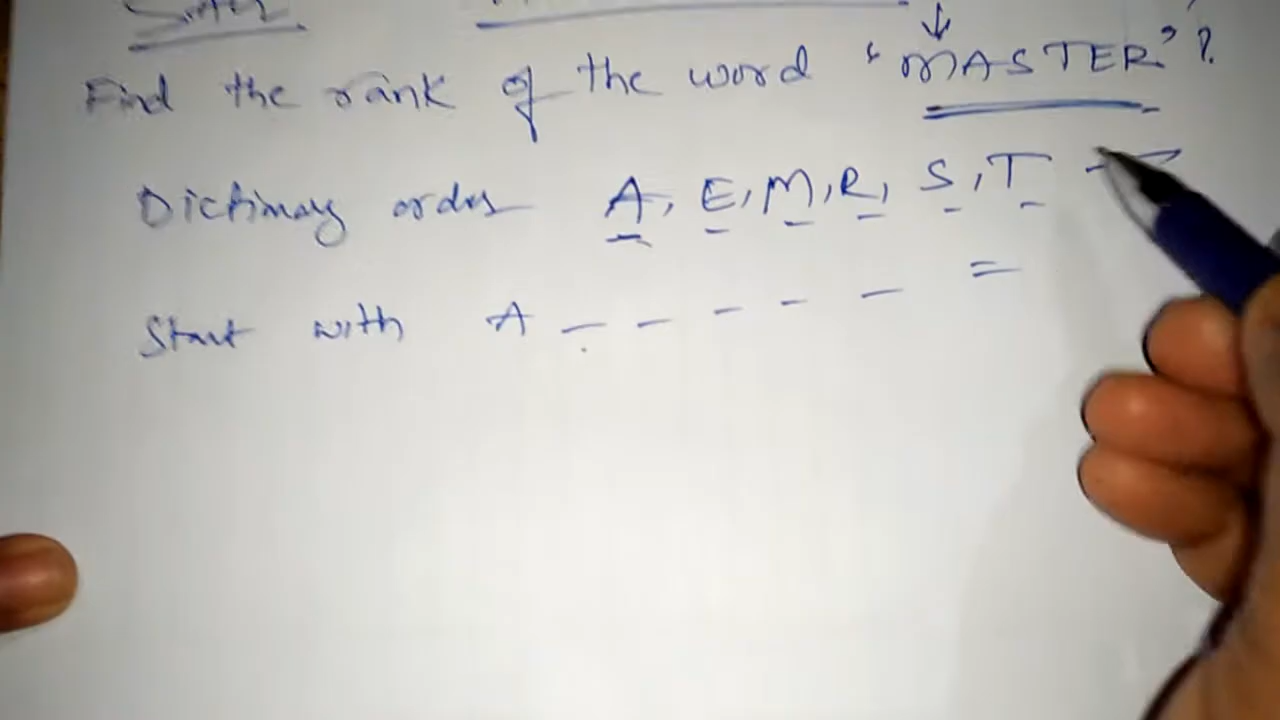 Find the rank of the word "MASTER"?
Dictionary order A, E, M, R, S, T
Start with A _ _ _ _ _ =